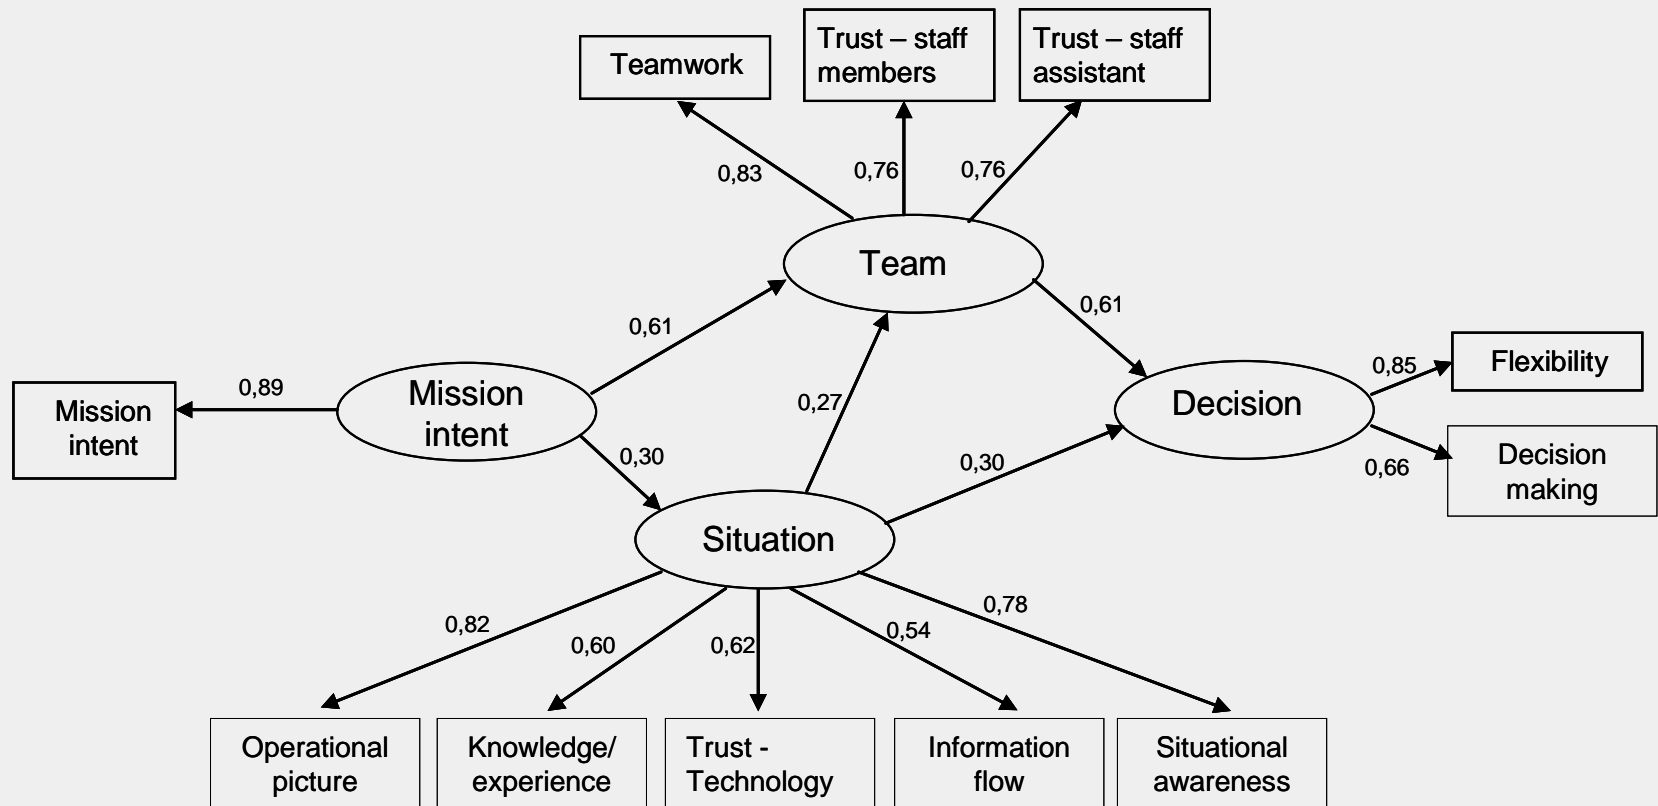 Teamwork
Trust – staff
members
Trust – staff
assistant
0,83
0,76
0,76
Team
0,61
0,61
0,27
Mission
intent
0,89
Mission
intent
0,30
Decision
0,85
Flexibility
0,66
Decision
making
0,30
Situation
0,82
0,60
0,62
0,54
0,78
Operational
picture
Knowledge/
experience
Trust -
Technology
Information
flow
Situational
awareness